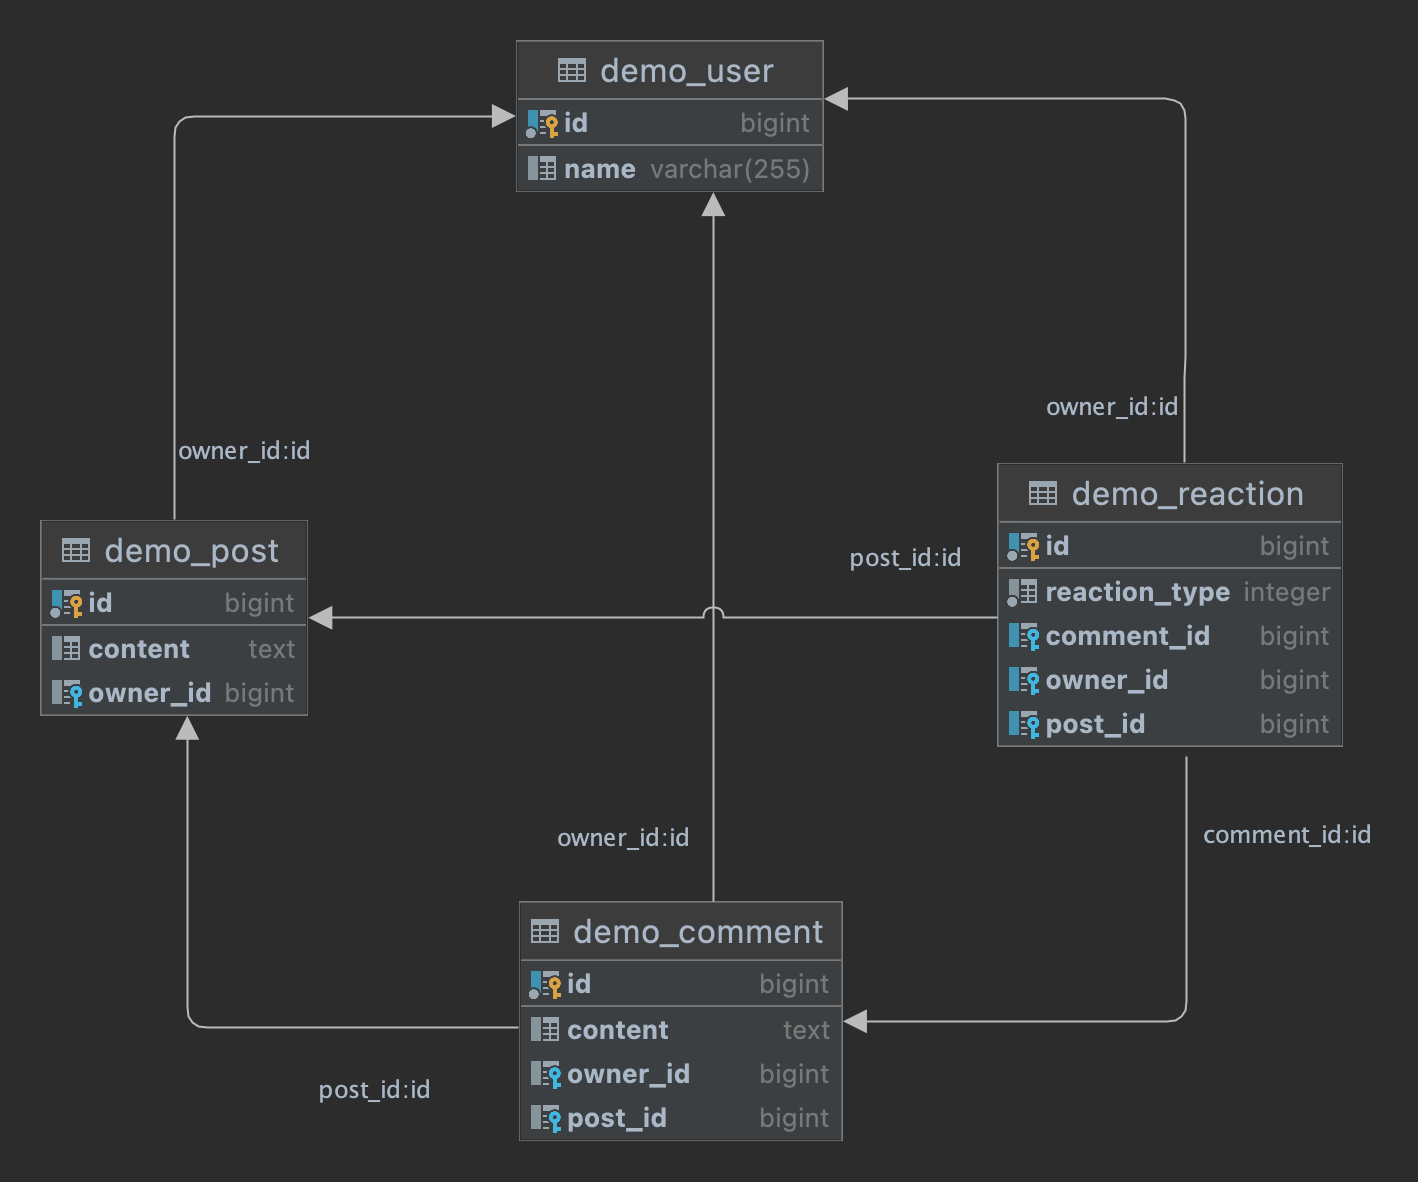 demo_user
id bigint
name varchar(255)
owner_id:id
owner_id:id
demo_post
id bigint
content text
owner_id bigint
post_id:id
demo_reaction
id bigint
reaction_type integer
comment_id bigint
owner_id bigint
post_id bigint
owner_id:id
comment_id:id
demo_comment
id bigint
content text
owner_id bigint
post_id bigint
post_id:id